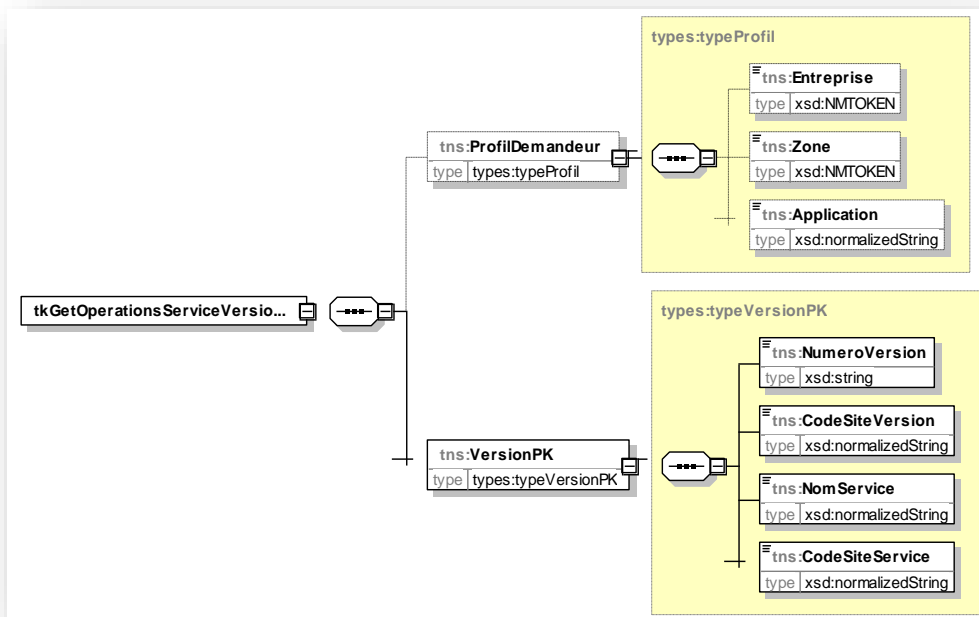 types:typeProfil
tns:Entreprise
type xsd:NMTOKEN
tns:ProfilDemandeur
type types:typeProfil
tns:Zone
type xsd:NMTOKEN
tns:Application
type xsd:normalizedString
tkGetOperationsServiceVersio...
types:typeVersionPK
tns:NumeroVersion
type xsd:string
tns:CodeSiteVersion
type xsd:normalizedString
tns:VersionPK
type types:typeVersionPK
tns:NomService
type xsd:normalizedString
tns:CodeSiteService
type xsd:normalizedString